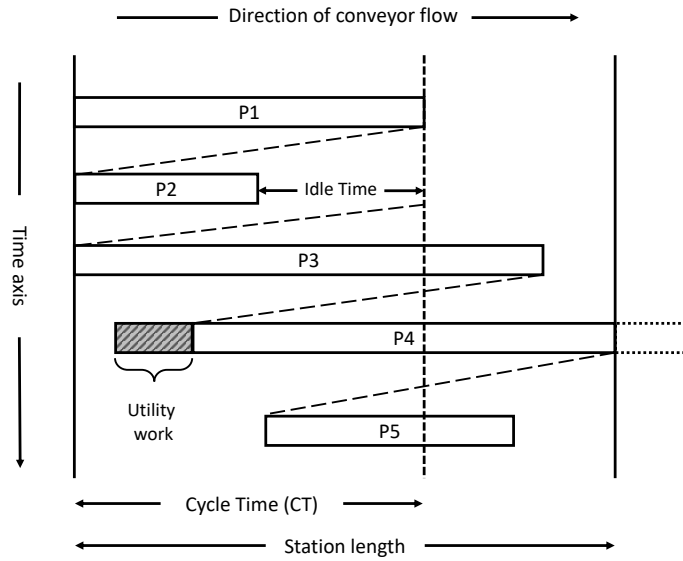 Direction of conveyor flow
P1
P2
Idle Time
Time axis
P3
P4
Utility
work
P5
Cycle Time (CT)
Station length